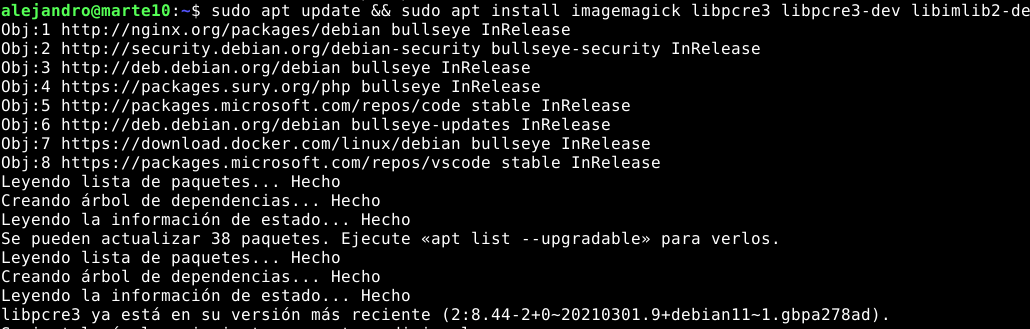 alejandro@marte10:~$ sudo apt update && sudo apt install imagemagick libpcre3 libpcre3-dev libimlib2-de
Obj:1 http://nginx.org/packages/debian bullseye InRelease
Obj:2 http://security.debian.org/debian-security bullseye-security InRelease
Obj:3 http://deb.debian.org/debian bullseye InRelease
Obj:4 https://packages.sury.org/php bullseye InRelease
Obj:5 http://packages.microsoft.com/repos/code stable InRelease
Obj:6 http://deb.debian.org/debian bullseye-updates InRelease
Obj:7 https://download.docker.com/linux/debian bullseye InRelease
Obj:8 https://packages.microsoft.com/repos/vscode stable InRelease
Leyendo lista de paquetes... Hecho
Creando árbol de dependencias... Hecho
Leyendo la información de estado... Hecho
Se pueden actualizar 38 paquetes. Ejecute «apt list --upgradable» para verlos.
Leyendo lista de paquetes... Hecho
Creando árbol de dependencias... Hecho
Leyendo la información de estado... Hecho
libpcre3 ya está en su versión más reciente (2:8.44-2+0~20210301.9+debian11~1.gbpa278ad).